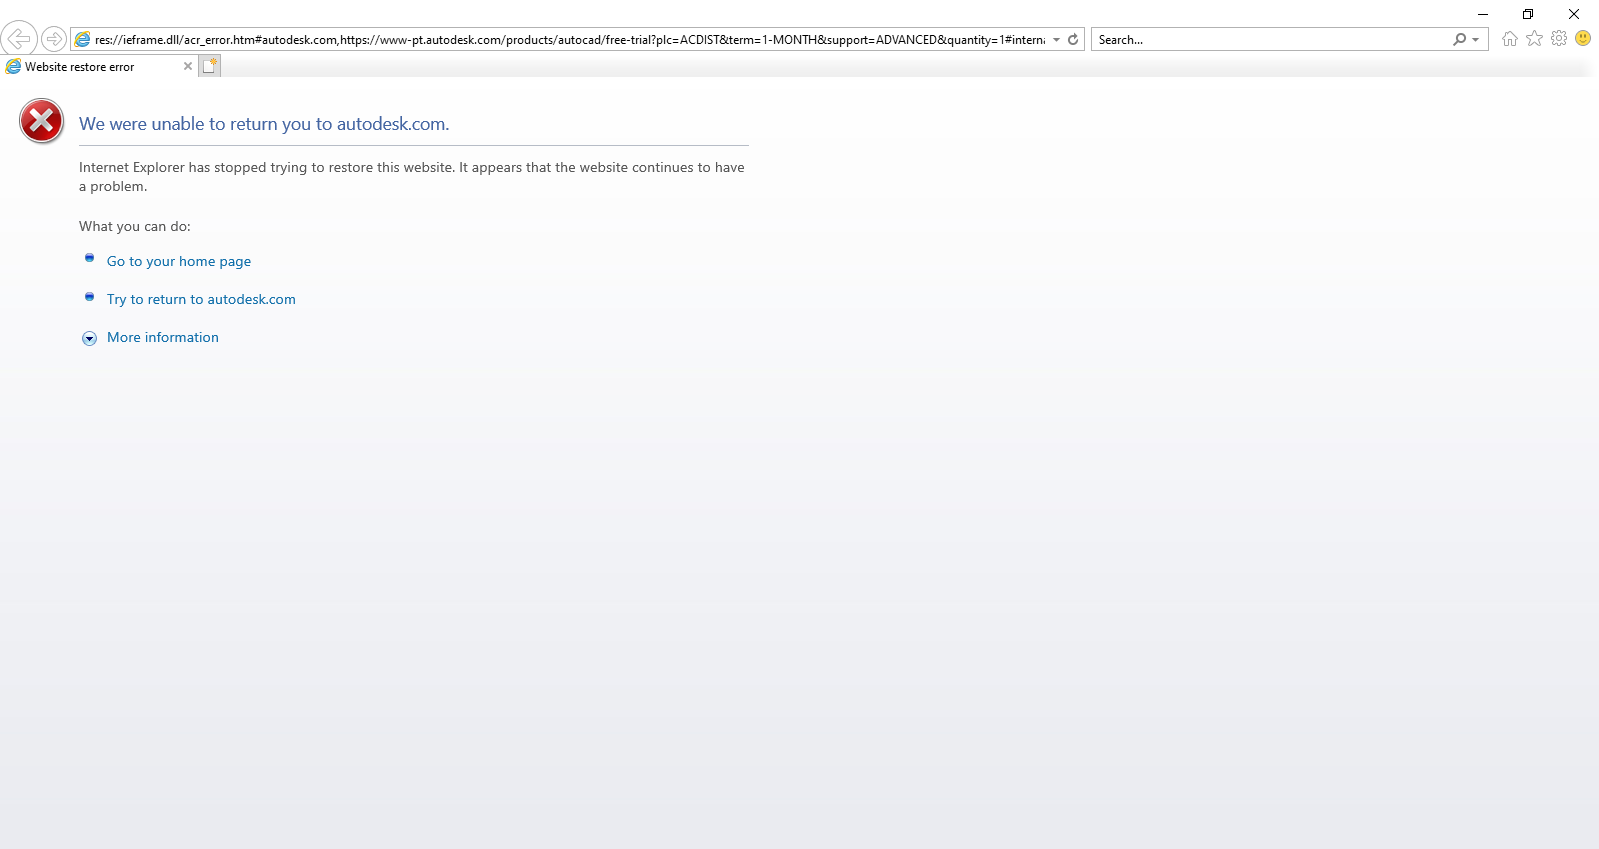 res://ieframe.dll/acr_error.htm#autodesk.com,https://www-pt.autodesk.com/products/autocad/free-trial?plc=ACDIST&term=1-MONTH&support=ADVANCED&quantity=1#intern
Search...
Website restore error
We were unable to return you to autodesk.com.
Internet Explorer has stopped trying to restore this website. It appears that the website continues to have
a problem.
What you can do:
Go to your home page
Try to return to autodesk.com
More information